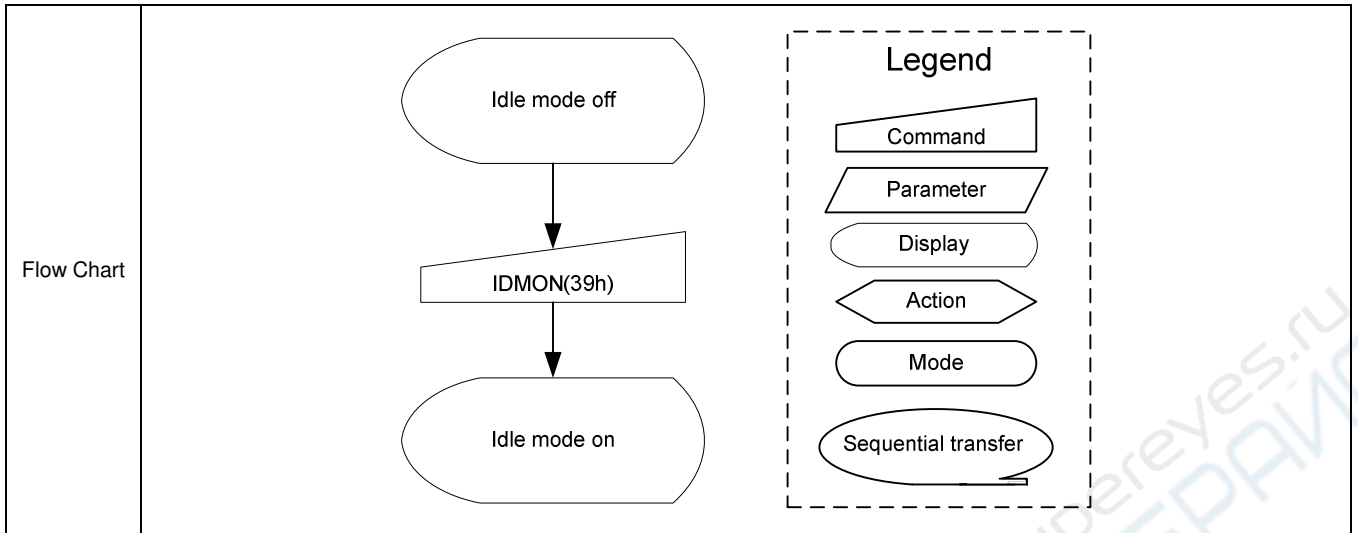 Flow Chart
Idle mode off
IDMON(39h)
Idle mode on
Legend
Command
Parameter
Display
Action
Mode
Sequential transfer